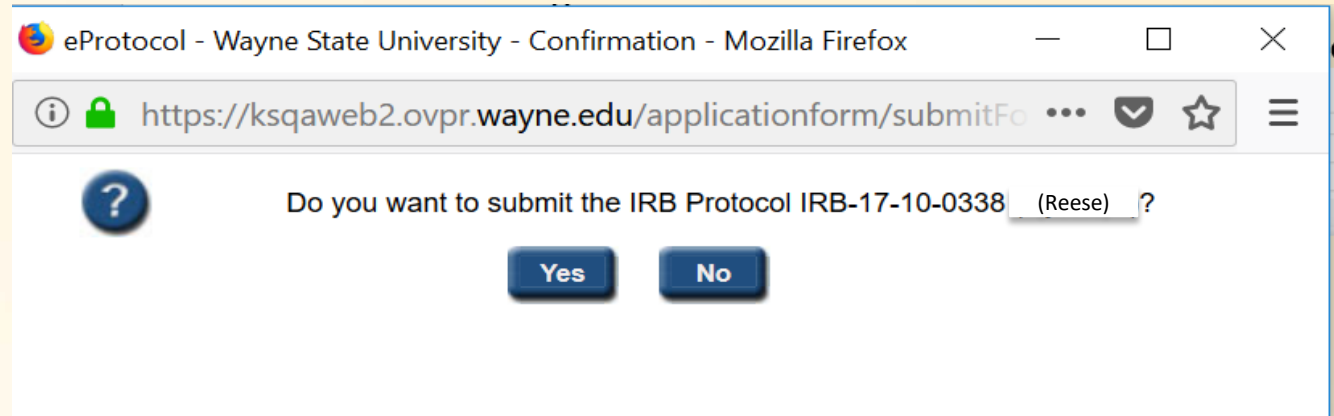 eProtocol - Wayne State University - Confirmation - Mozilla Firefox
https://ksqaweb2.ovpr.wayne.edu/applicationform/submitFo
?
Do you want to submit the IRB Protocol IRB-17-10-0338 (Reese) ?
Yes No